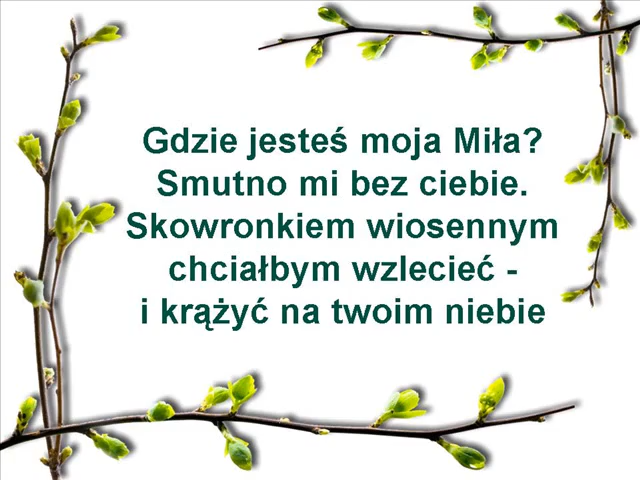 Gdzie jesteś moja Miła?
Smutno mi bez ciebie.
Skowronkiem wiosennym
chciałbym wzlecieć -
i krążyć na twoim niebie